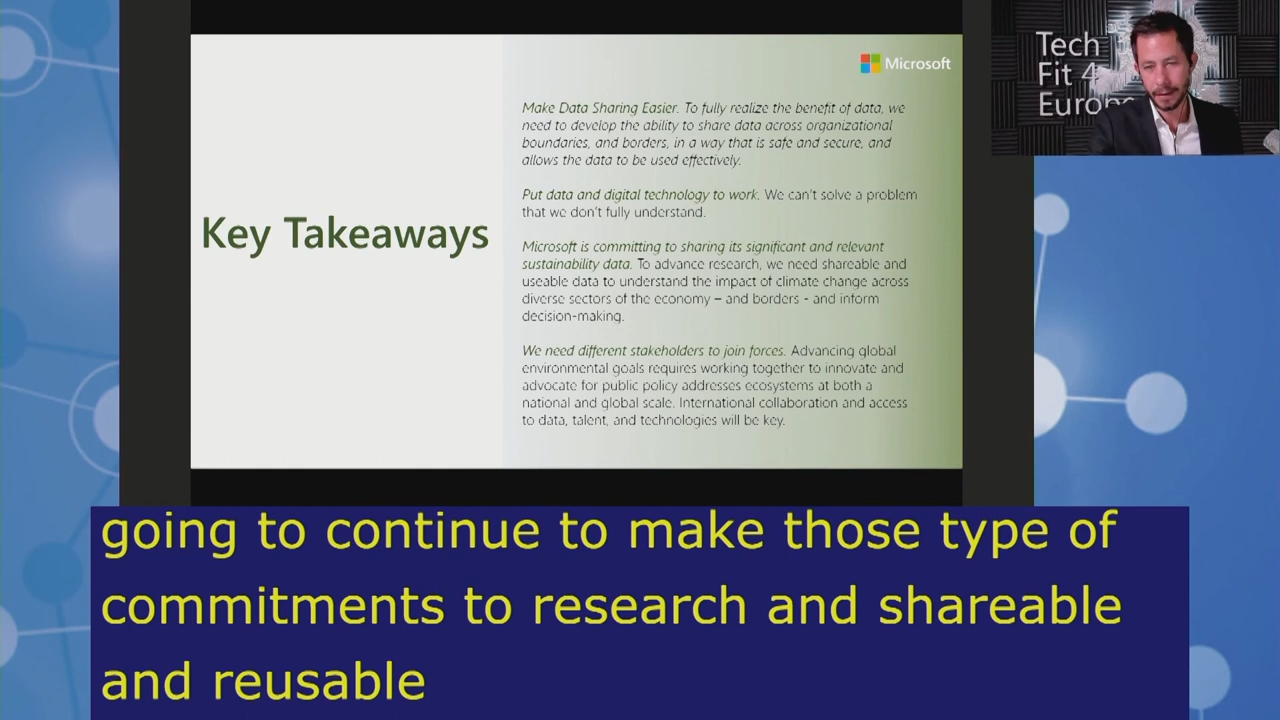 Microsoft
Make Data Sharing Easier. To fully realize the benefit of data, we
need to develop the ability to share data across organizational
boundaries, and borders, in a way that is safe and secure, and
allows the data to be used effectively.
Put data and digital technology to work. We can't solve a problem
that we don't fully understand.
Key Takeaways
Microsoft is committing to sharing its significant and relevant
sustainability data. To advance research, we need shareable and
useable data to understand the impact of climate change across
diverse sectors of the economy – and borders - and inform
decision-making.
We need different stakeholders to join forces. Advancing global
environmental goals requires working together to innovate and
advocate for public policy addresses ecosystems at both a
national and global scale. International collaboration and access
to data, talent, and technologies will be key.
Tech
Fit 4
Europe
going to continue to make those type of
commitments to research and shareable
and reusable